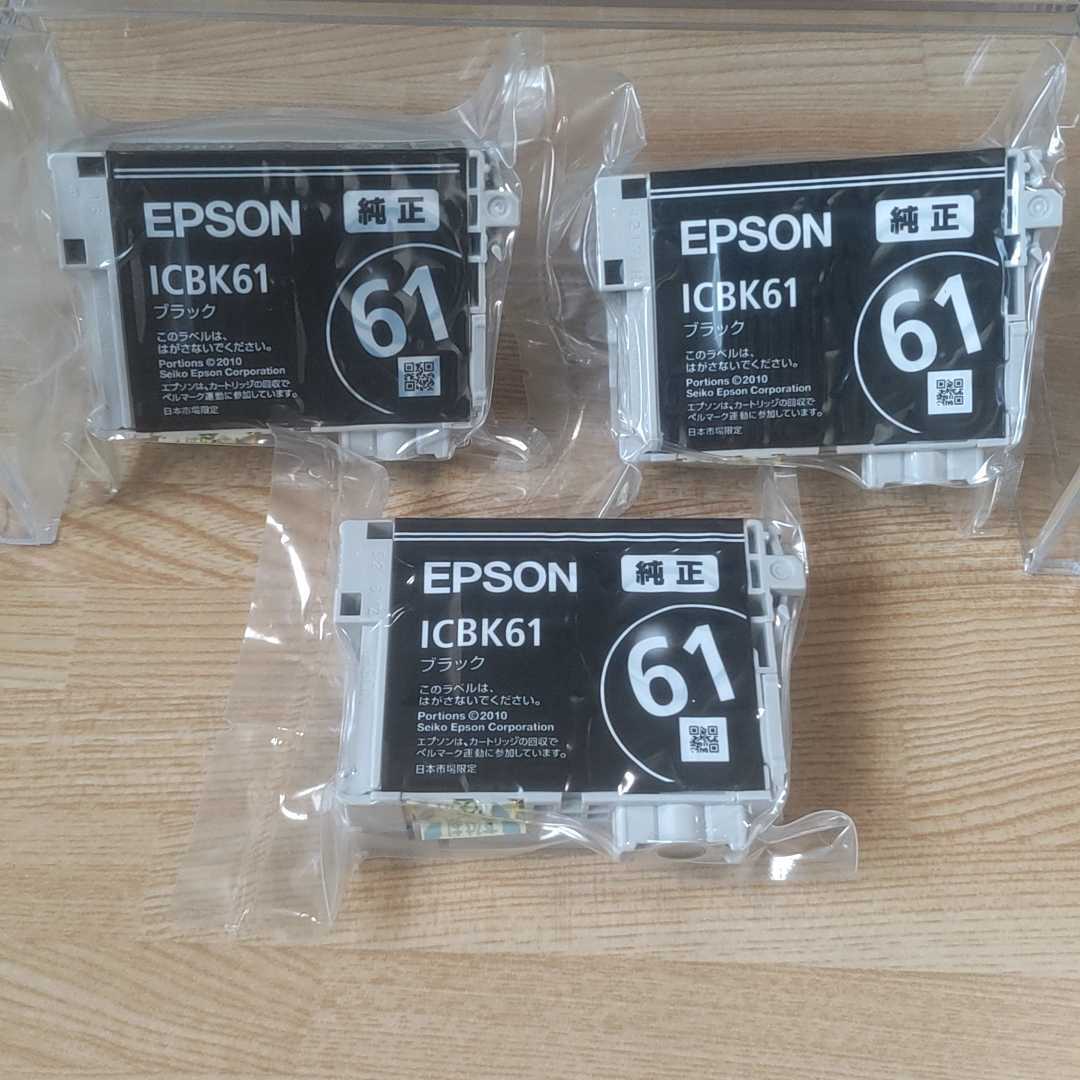 EPSON 純正
ICBK61
ブラック
61
このラベルは、
はがさないでください。
Portions ©2010
Seiko Epson Corporation
エプソンは、カートリッジの回収で
ベルマーク運動に参加しています。
日本市場限定
EPSON 純正
ICBK61
ブラック
61
このラベルは、
はがさないでください。
Portions ©2010
Seiko Epson Corporation
エプソンは、カートリッジの回収で
ベルマーク運動に参加しています。
日本市場限定
EPSON 純正
ICBK61
ブラック
61
このラベルは、
はがさないでください。
Portions ©2010
Seiko Epson Corporation
エプソンは、カートリッジの回収で
ベルマーク運動に参加しています。
日本市場限定